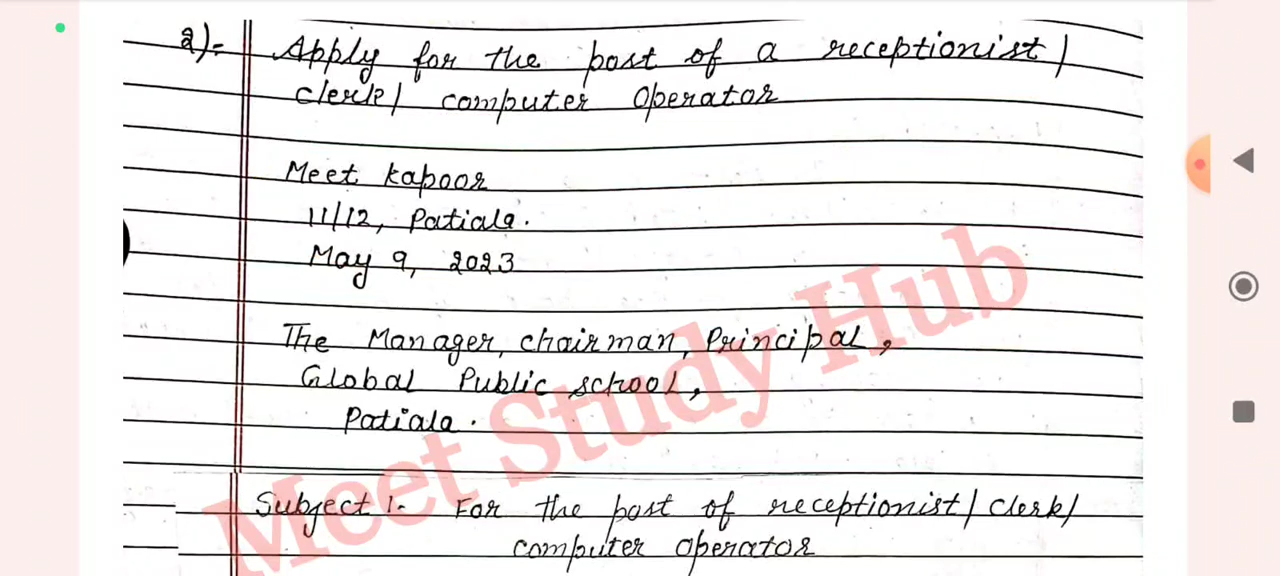 2):- Apply for the post of a receptionist/
clerk/ computer operator
Meet Kapoor
11/12, Patiala.
May 9, 2023
The Manager, chairman, Principal,
Global Public school,
Patiala.
Subject :- For the post of receptionist/clerk/
computer operator
Meet Study Hub